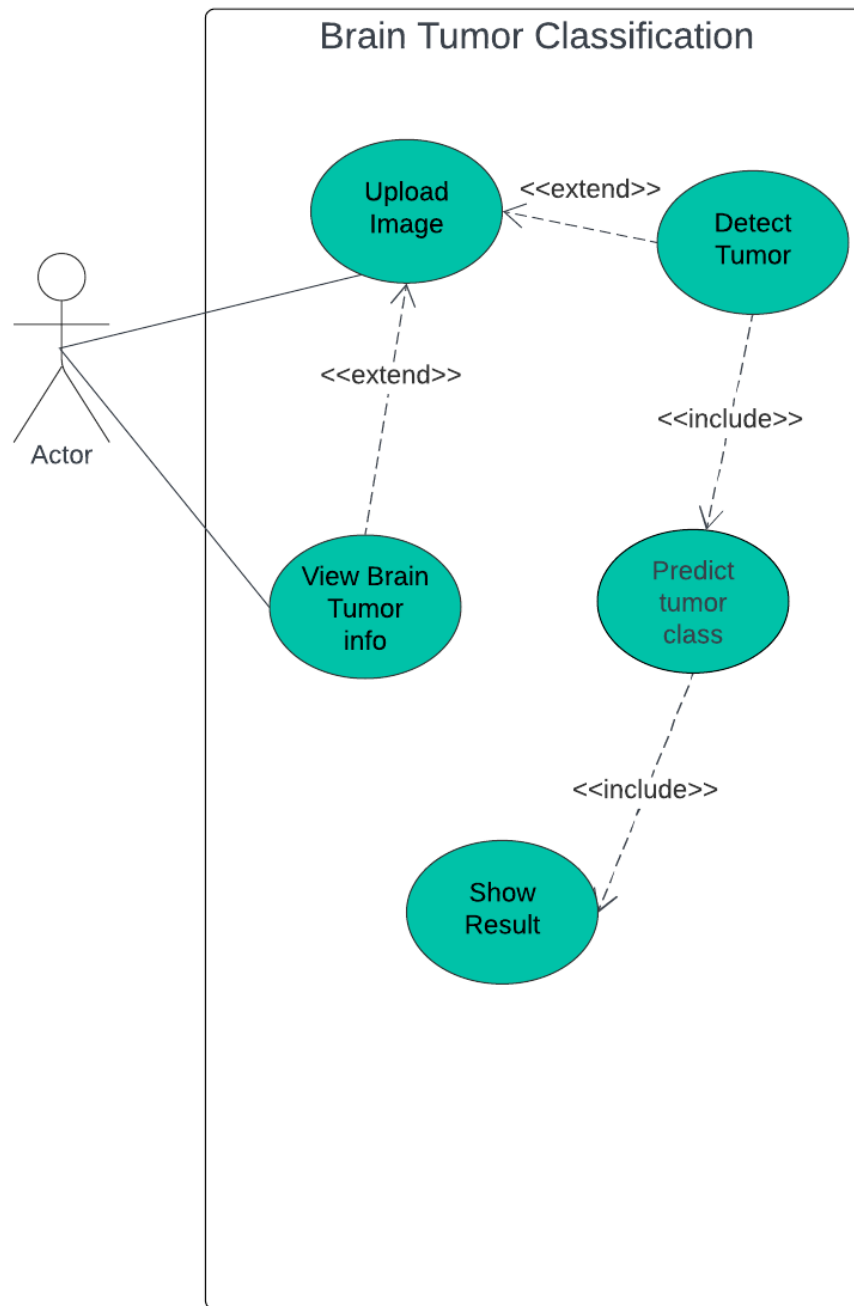 Brain Tumor Classification
Upload
Image
<<extend>>
Detect
Tumor
<<extend>>
<<include>>
Actor
View Brain
Tumor
info
Predict
tumor
class
<<include>>
Show
Result